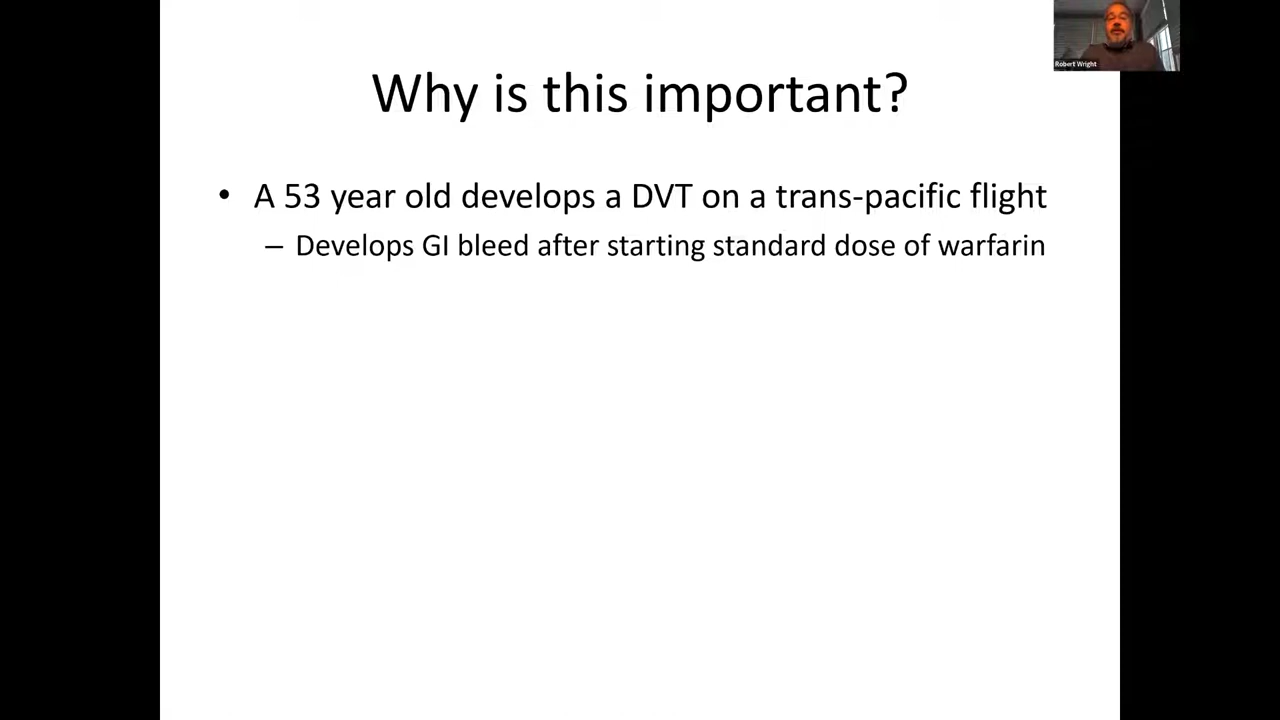 Robert Wright
Why is this important?
• A 53 year old develops a DVT on a trans-pacific flight
– Develops GI bleed after starting standard dose of warfarin